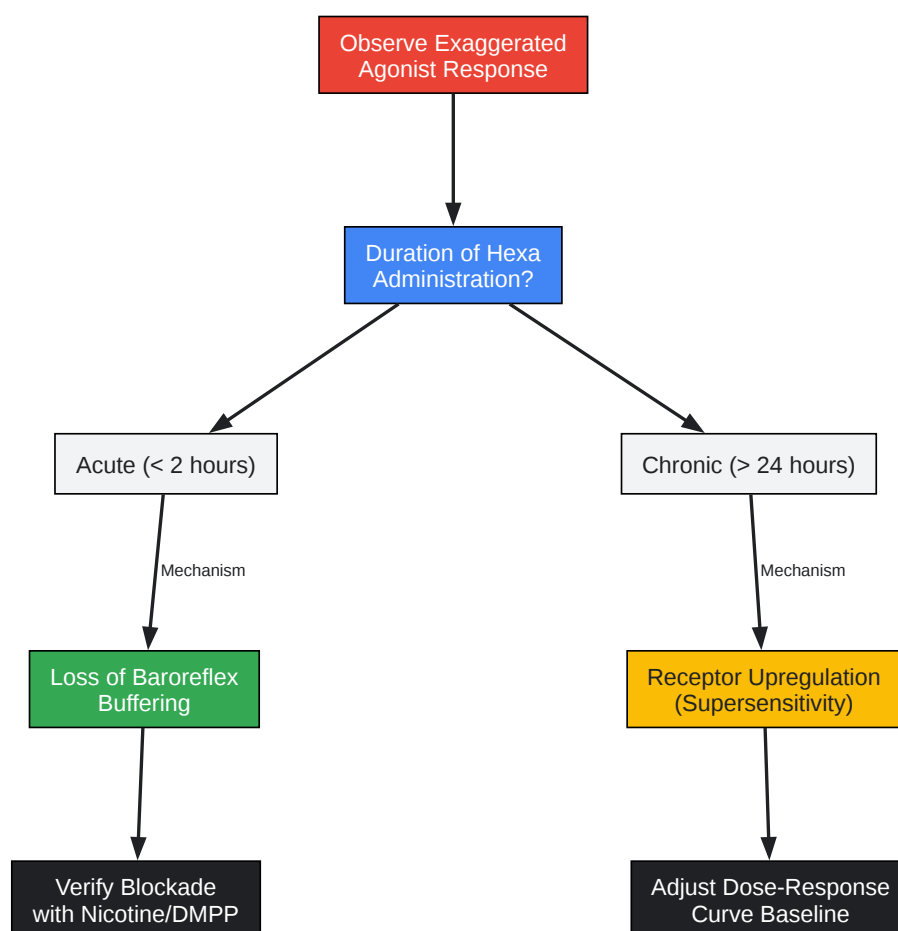 Observe Exaggerated
Agonist Response
Duration of Hexa
Administration?
Acute (< 2 hours)
Chronic (> 24 hours)
Mechanism
Mechanism
Loss of Baroreflex
Buffering
Receptor Upregulation
(Supersensitivity)
Verify Blockade
with Nicotine/DMPP
Adjust Dose-Response
Curve Baseline